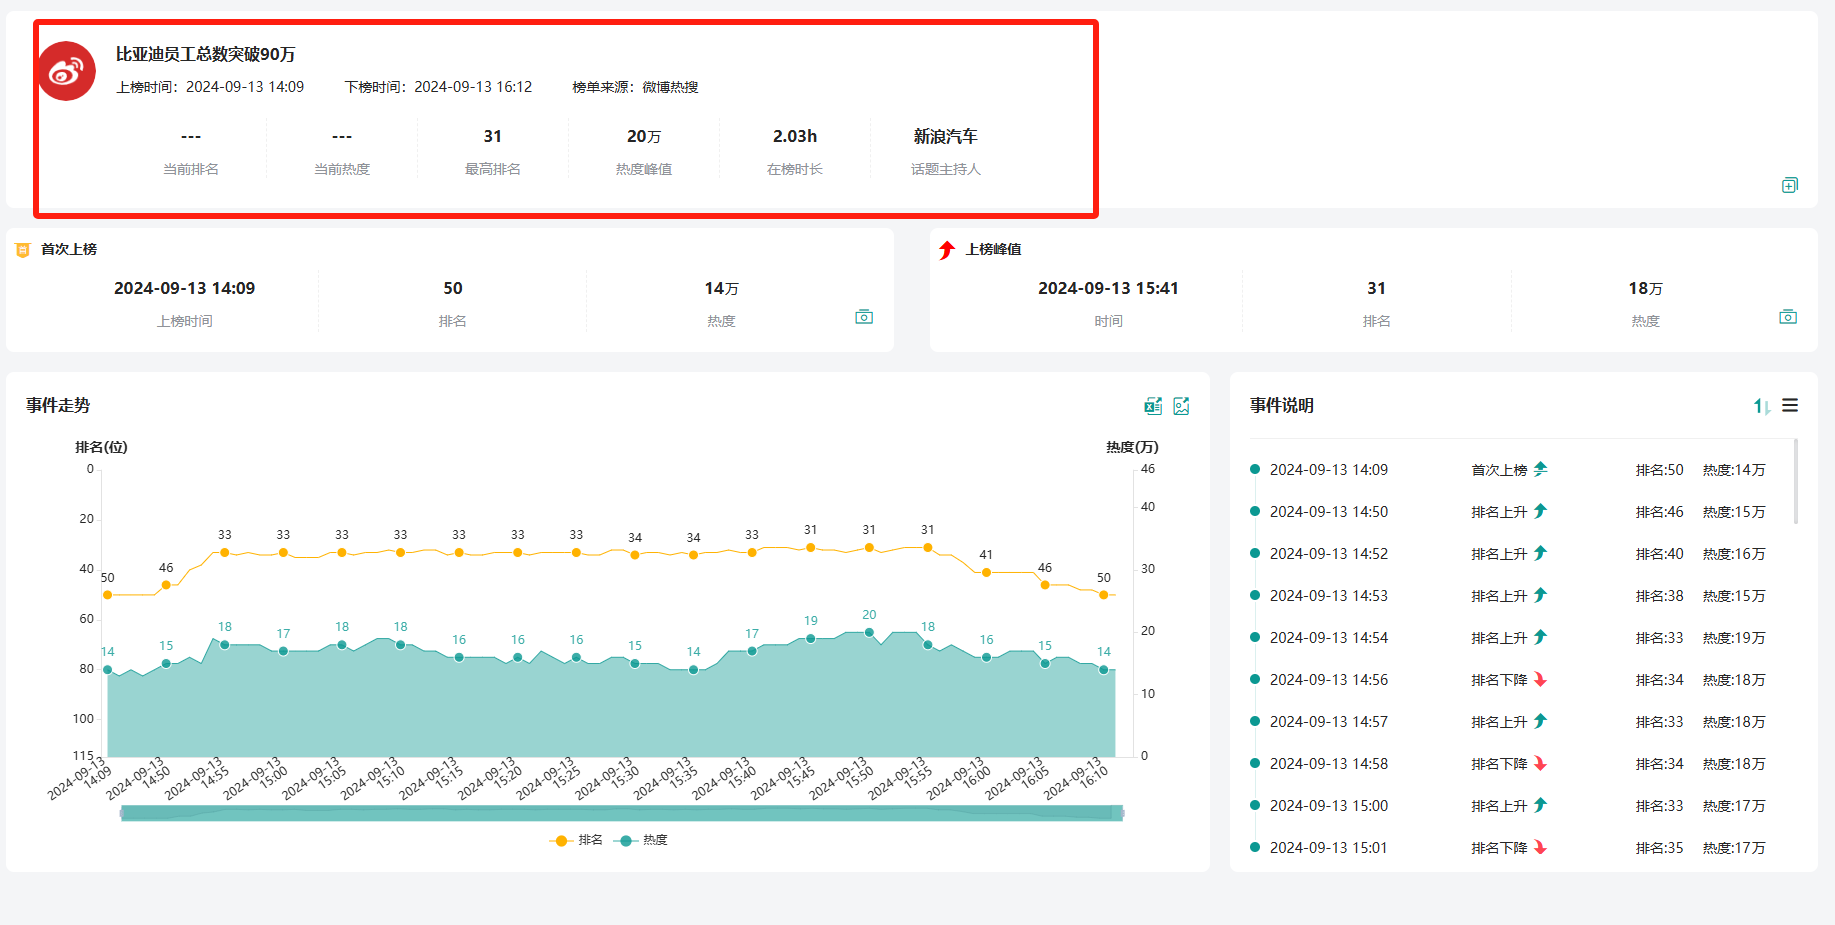 比亚迪员工总数突破90万
上榜时间：2024-09-13 14:09 下榜时间：2024-09-13 16:12 榜单来源：微博热搜
--- --- 31 20万 2.03h 新浪汽车
当前排名 当前热度 最高排名 热度峰值 在榜时长 话题主持人
首次上榜
2024-09-13 14:09 50 14万
上榜时间 排名 热度
上榜峰值
2024-09-13 15:41 31 18万
时间 排名 热度
事件走势
排名(位) 热度(万)
0
20
40
60
80
100
115
46
40
30
20
10
0
50 46 33 33 33 33 33 33 33 34 34 33 31 31 31 41 46 50
14 15 18 17 18 18 16 16 16 15 14 17 19 20 18 16 15 14
2024-09-13 14:09
2024-09-13 14:50
2024-09-13 14:55
2024-09-13 15:00
2024-09-13 15:05
2024-09-13 15:10
2024-09-13 15:15
2024-09-13 15:20
2024-09-13 15:25
2024-09-13 15:30
2024-09-13 15:35
2024-09-13 15:40
2024-09-13 15:45
2024-09-13 15:50
2024-09-13 15:55
2024-09-13 16:00
2024-09-13 16:05
2024-09-13 16:10
排名 热度
事件说明
2024-09-13 14:09 首次上榜 排名:50 热度:14万
2024-09-13 14:50 排名上升 排名:46 热度:15万
2024-09-13 14:52 排名上升 排名:40 热度:16万
2024-09-13 14:53 排名上升 排名:38 热度:15万
2024-09-13 14:54 排名上升 排名:33 热度:19万
2024-09-13 14:56 排名下降 排名:34 热度:18万
2024-09-13 14:57 排名上升 排名:33 热度:18万
2024-09-13 14:58 排名下降 排名:34 热度:18万
2024-09-13 15:00 排名上升 排名:33 热度:17万
2024-09-13 15:01 排名下降 排名:35 热度:17万